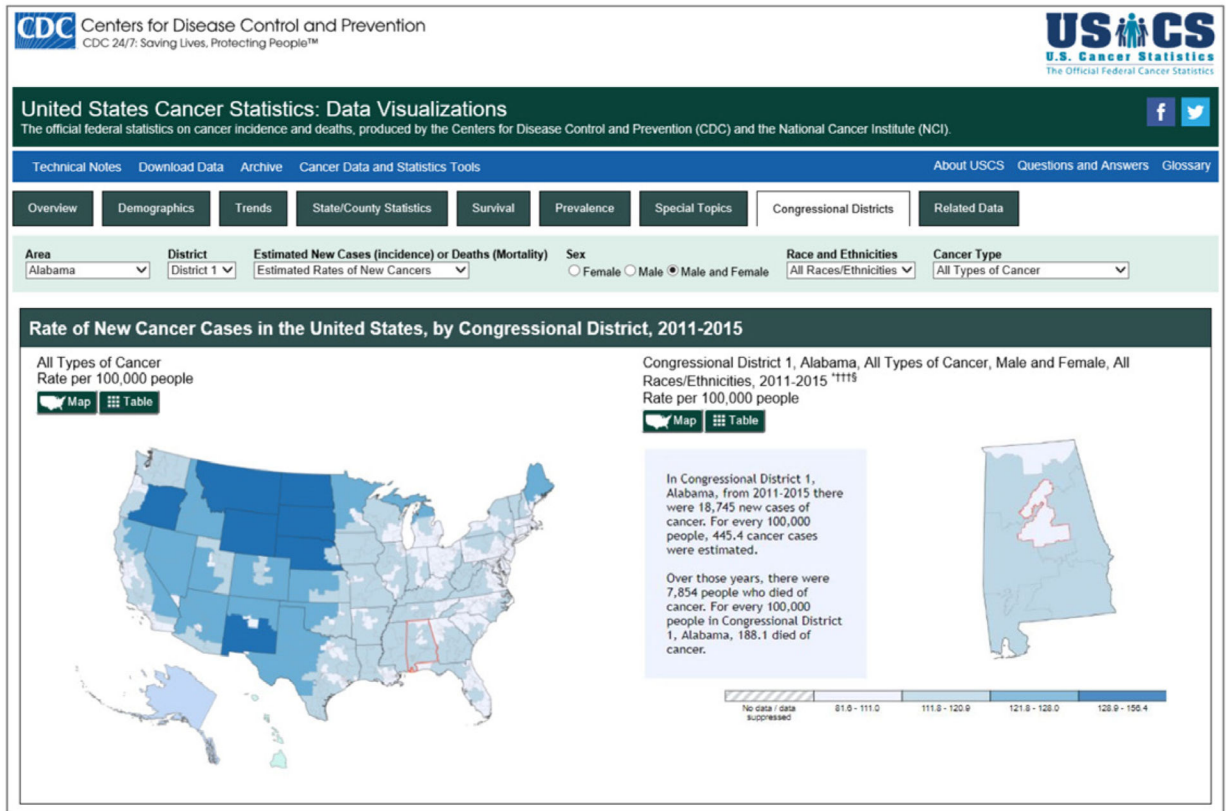 CDC Centers for Disease Control and Prevention
CDC 24/7: Saving Lives, Protecting People™
USCS
U.S. Cancer Statistics
The Official Federal Cancer Statistics
United States Cancer Statistics: Data Visualizations
The official federal statistics on cancer incidence and deaths, produced by the Centers for Disease Control and Prevention (CDC) and the National Cancer Institute (NCI).
f
Technical Notes Download Data Archive Cancer Data and Statistics Tools About USCS Questions and Answers Glossary
Overview Demographics Trends State/County Statistics Survival Prevalence Special Topics Congressional Districts Related Data
Area District Estimated New Cases (incidence) or Deaths (Mortality) Sex Race and Ethnicities Cancer Type
Alabama District 1 Estimated Rates of New Cancers Female Male Male and Female All Races/Ethnicities All Types of Cancer
Rate of New Cancer Cases in the United States, by Congressional District, 2011-2015
All Types of Cancer
Rate per 100,000 people
Map Table
Congressional District 1, Alabama, All Types of Cancer, Male and Female, All
Races/Ethnicities, 2011-2015 *†‡†§
Rate per 100,000 people
Map Table
In Congressional District 1,
Alabama, from 2011-2015 there
were 18,745 new cases of
cancer. For every 100,000
people, 445.4 cancer cases
were estimated.
Over those years, there were
7,854 people who died of
cancer. For every 100,000
people in Congressional District
1, Alabama, 188.1 died of
cancer.
No data / data
suppressed
81.6 - 111.0 111.8 - 120.9 121.8 - 128.0 128.9 - 156.4